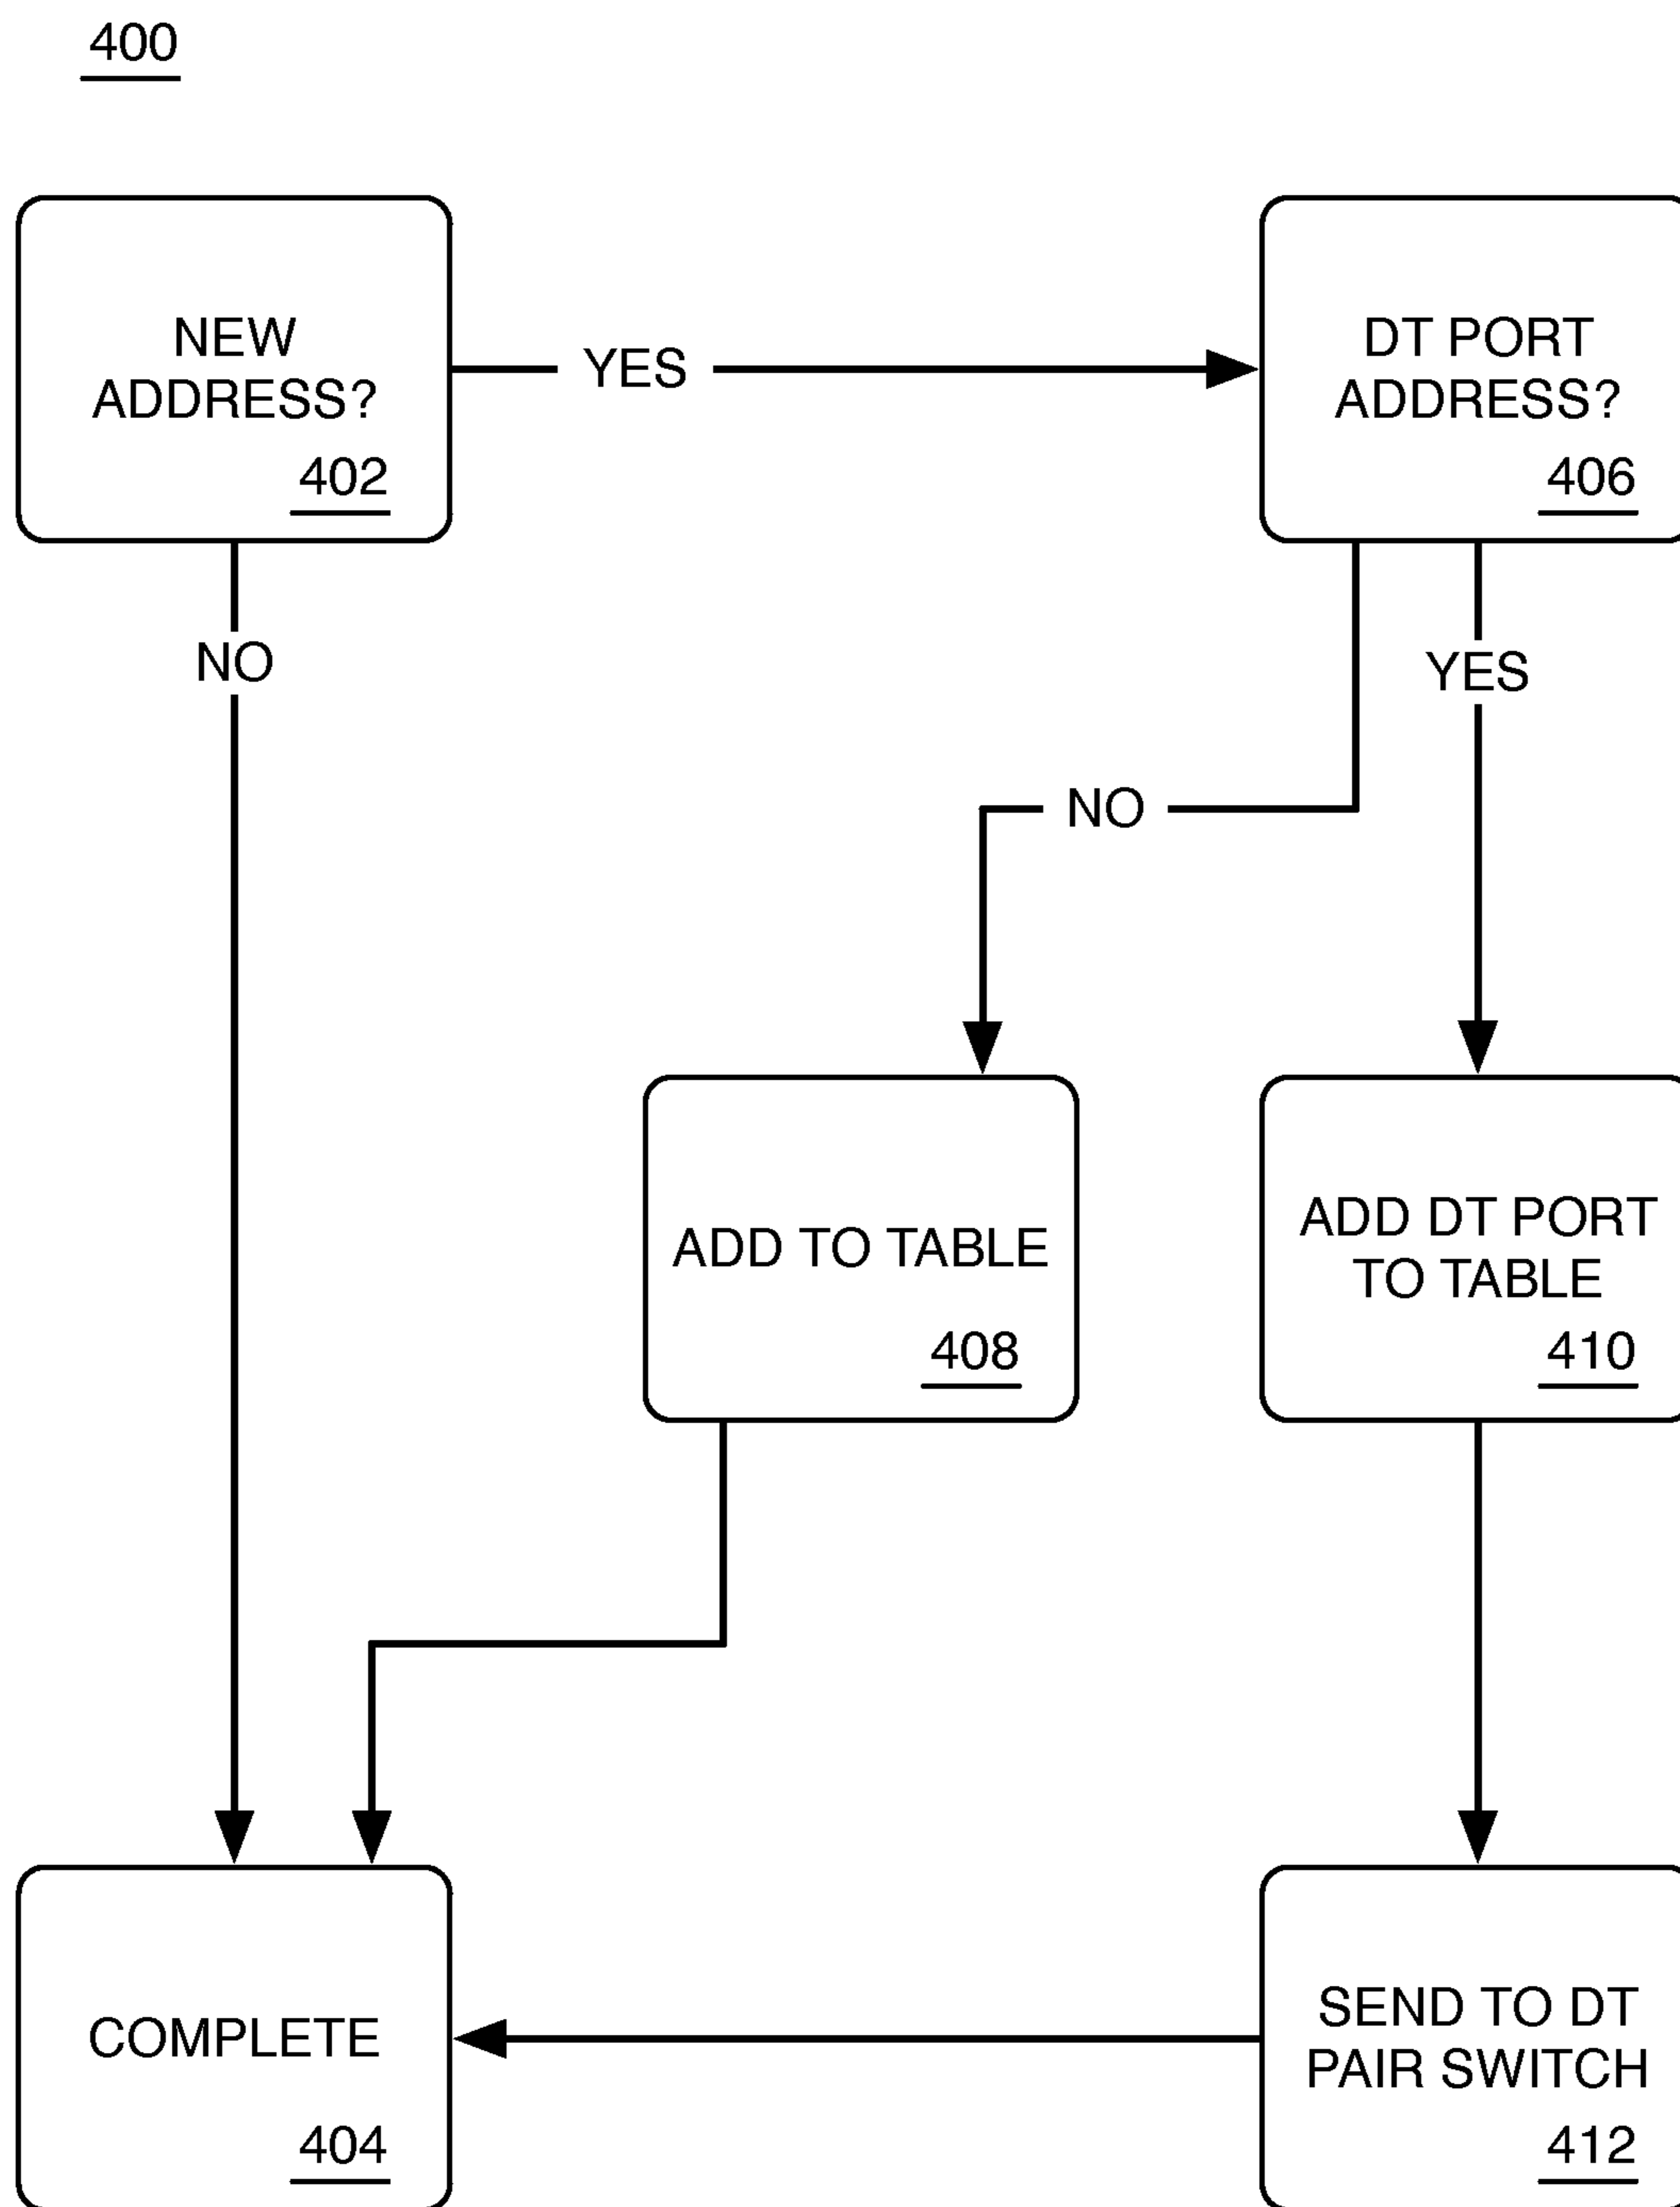 400
NEW
ADDRESS?
402
YES
DT PORT
ADDRESS?
406
NO
YES
NO
ADD TO TABLE
408
ADD DT PORT
TO TABLE
410
COMPLETE
404
SEND TO DT
PAIR SWITCH
412